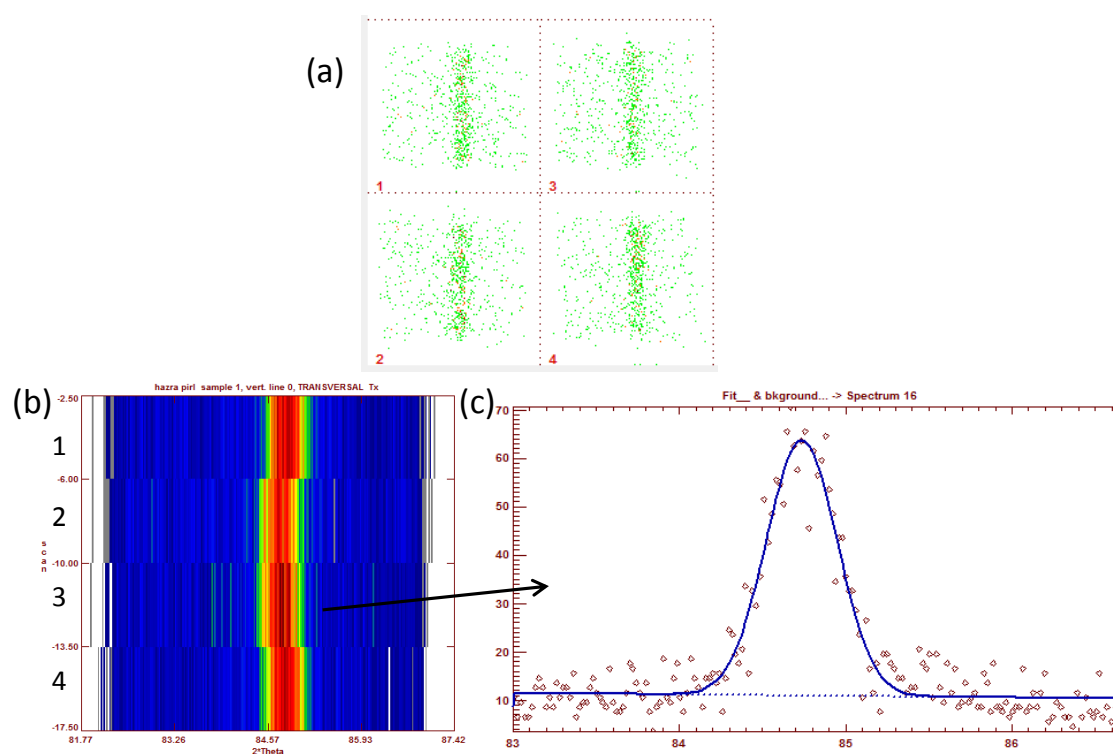 (a)
1
3
2
4
(b)
hazra pirl sample 1, vert. line 0, TRANSVERSAL Tx
-2.50
1
-6.00
2
scan
-10.00
3
-13.50
4
-17.50
81.77 83.26 84.57 85.93 87.42
2*Theta
(c)
Fit__ & bkground... -> Spectrum 16
70
60
50
40
30
20
10
83 84 85 86